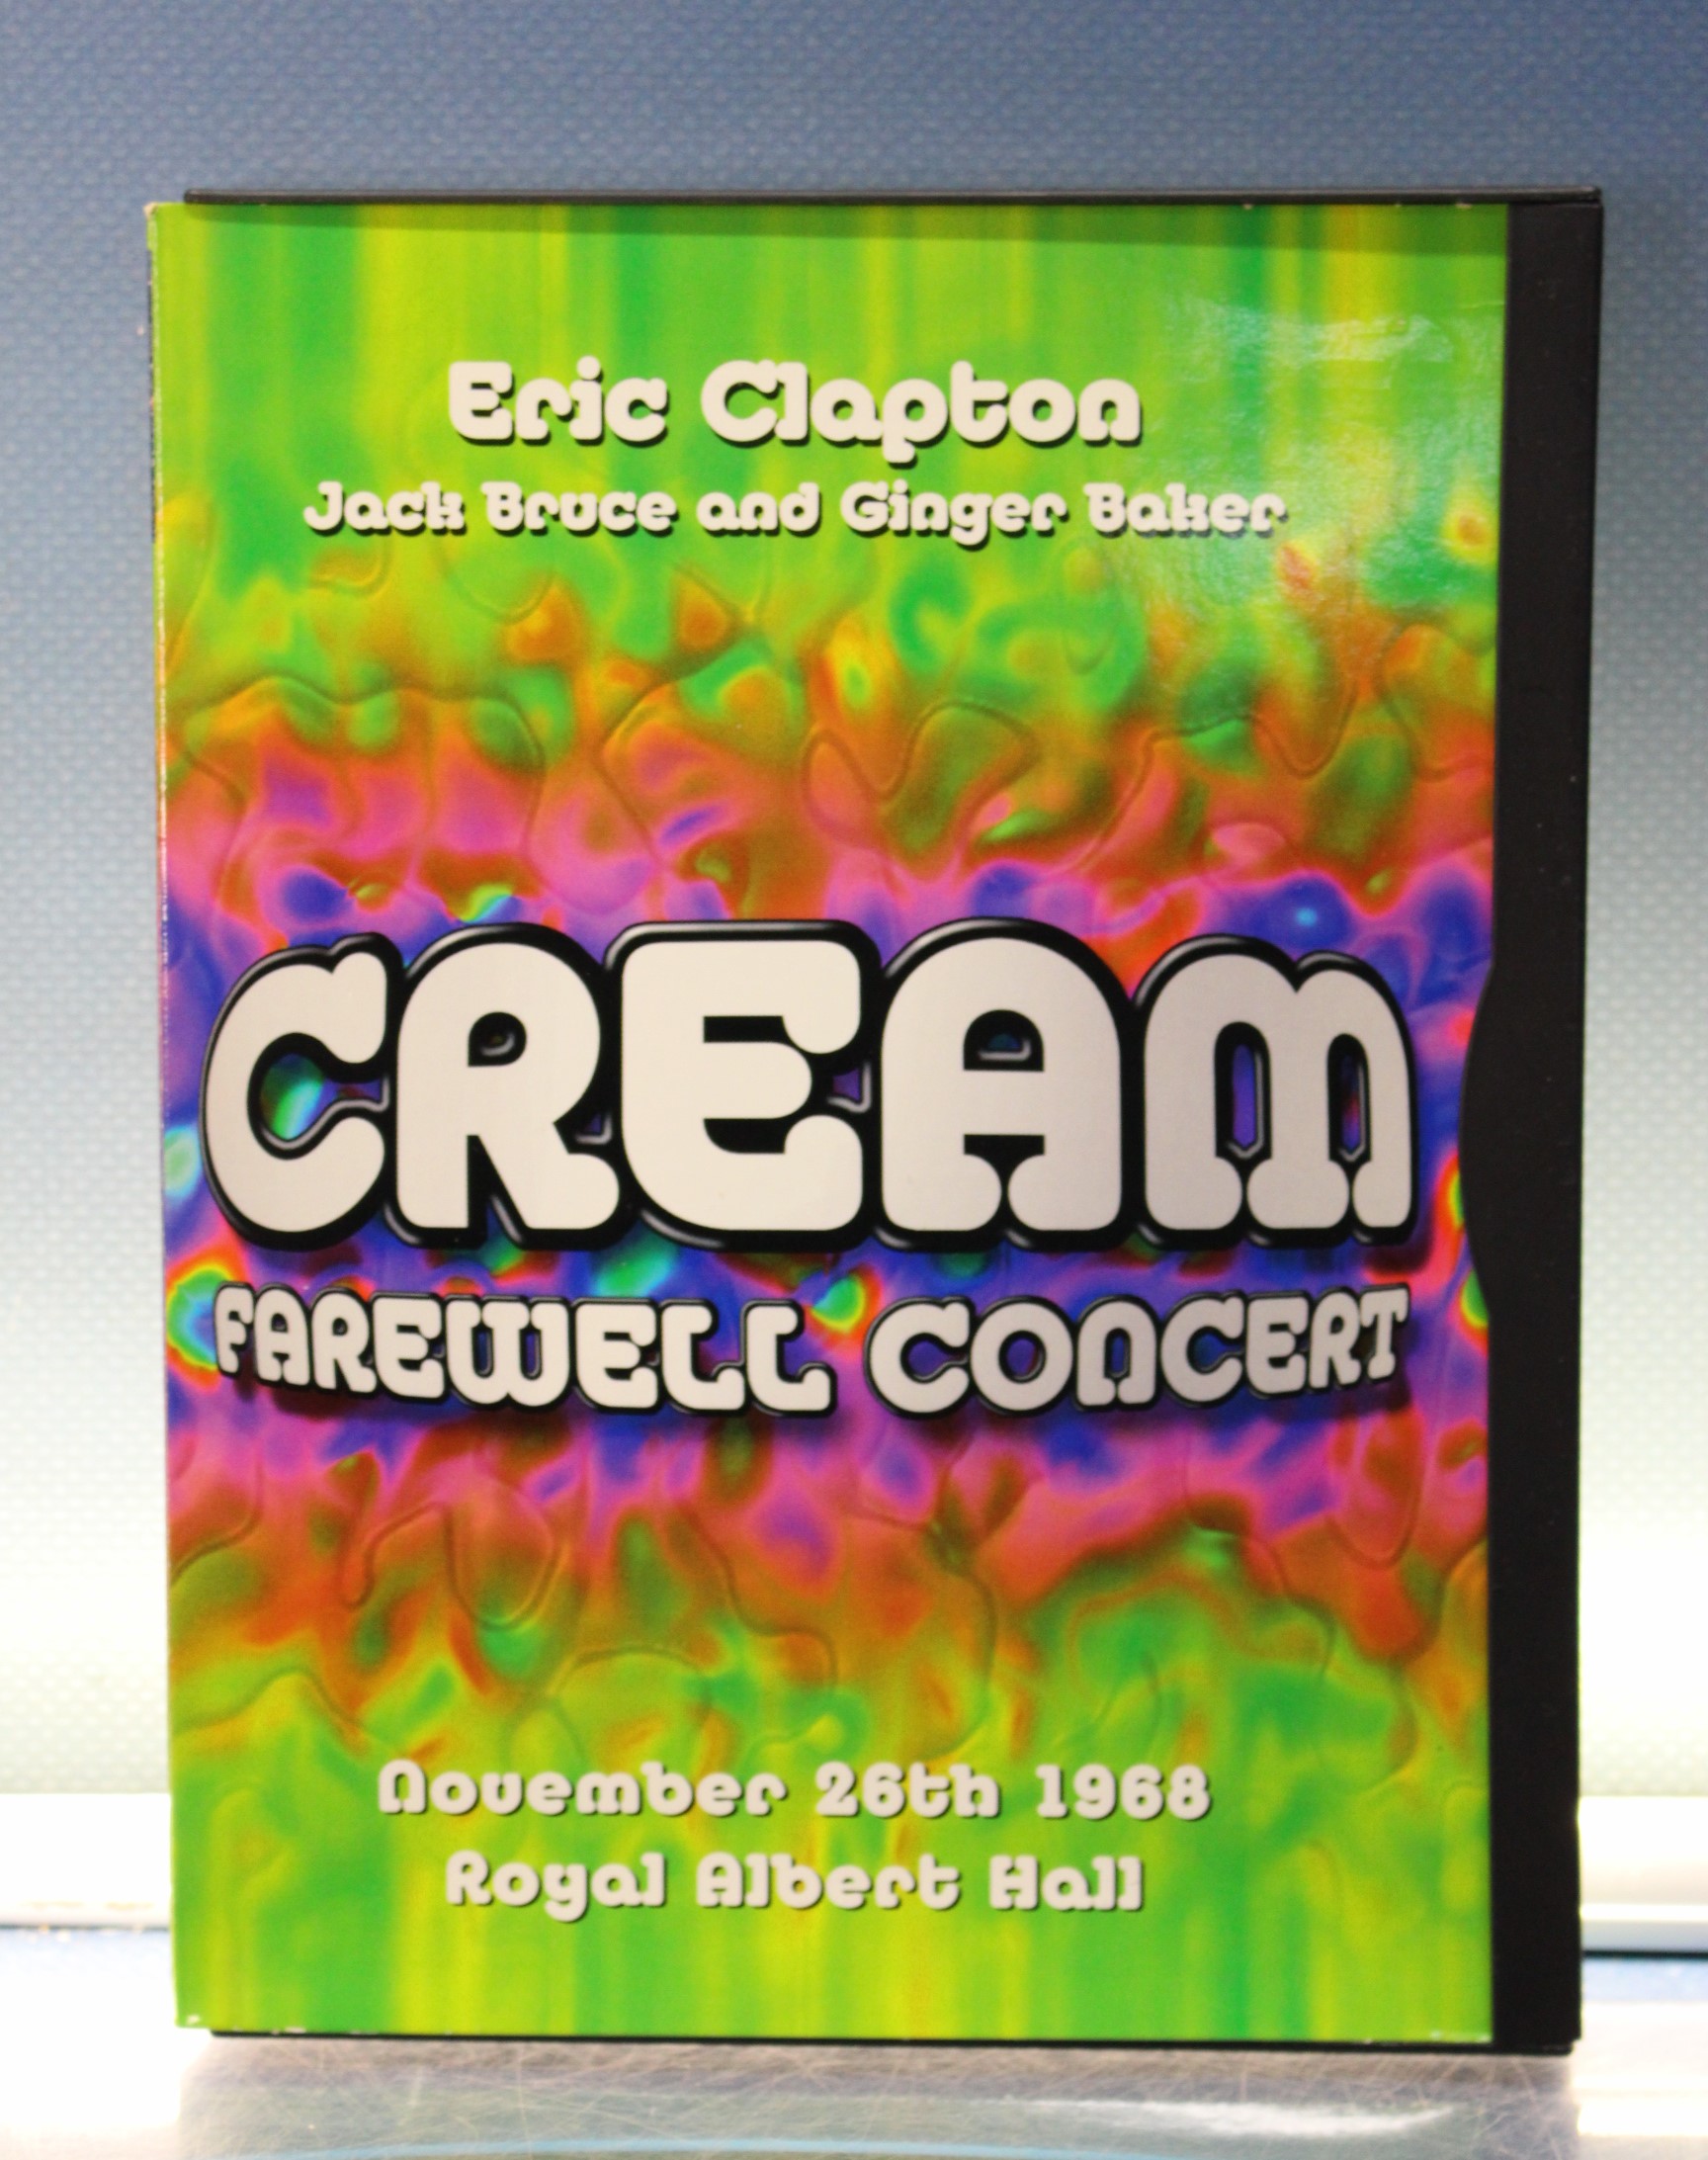 Eric Clapton
Jack Bruce and Ginger Baker
CREAM
FAREWELL CONCERT
November 26th 1968
Royal Albert Hall